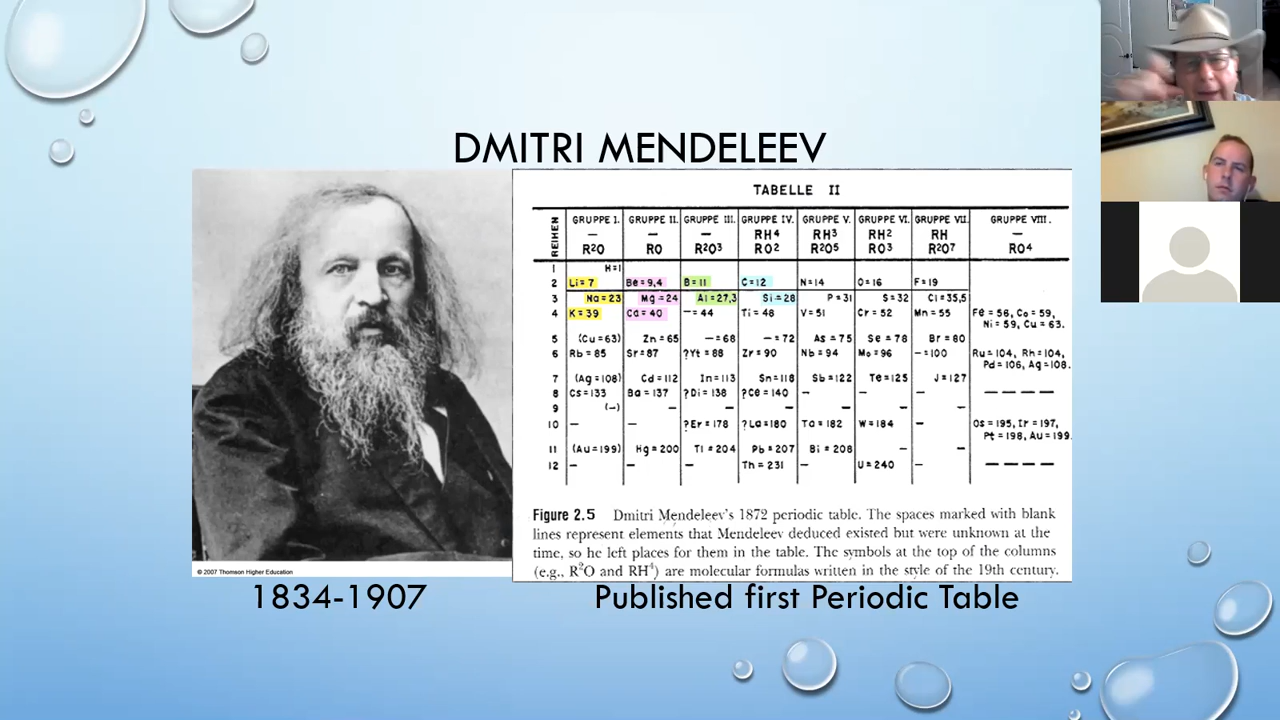 DMITRI MENDELEEV
TABELLE II
REIHEN GRUPPE I. GRUPPE II. GRUPPE III. GRUPPE IV. GRUPPE V. GRUPPE VI. GRUPPE VII. GRUPPE VIII.
— — — RH4 RH3 RH2 RH —
R2O RO R2O3 RO2 R2O5 RO3 R2O7 RO4
1 H=1
2 Li=7 Be=9,4 B=11 C=12 N=14 O=16 F=19
3 Na=23 Mg=24 Al=27,3 Si=28 P=31 S=32 Cl=35,5
4 K=39 Ca=40 —=44 Ti=48 V=51 Cr=52 Mn=55 Fe=56, Co=59,
Ni=59, Cu=63.
5 (Cu=63) Zn=65 —=68 —=72 As=75 Se=78 Br=80
6 Rb=85 Sr=87 ?Yt=88 Zr=90 Nb=94 Mo=96 —=100 Ru=104, Rh=104,
Pd=106, Ag=108.
7 (Ag=108) Cd=112 In=113 Sn=118 Sb=122 Te=125 J=127
8 Cs=133 Ba=137 ?Di=138 ?Ce=140 — — — — — — —
9 (—) — — — — — —
10 — — ?Er=178 ?La=180 Ta=182 W=184 — Os=195, Ir=197,
Pt=198, Au=199.
11 (Au=199) Hg=200 Tl=204 Pb=207 Bi=208 — —
12 — — — Th=231 — U=240 — — — — —
Figure 2.5 Dmitri Mendeleev's 1872 periodic table. The spaces marked with blank
lines represent elements that Mendeleev deduced existed but were unknown at the
time, so he left places for them in the table. The symbols at the top of the columns
(e.g., R²O and RH⁴) are molecular formulas written in the style of the 19th century.
© 2007 Thomson Higher Education
1834-1907
Published first Periodic Table